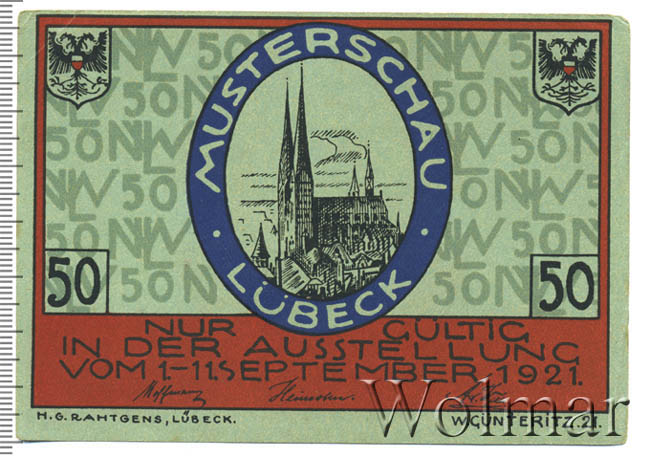 MUSTERSCHAU
· LÜBECK ·
50
50
NUR GÜLTIG
IN DER AUSSTELLUNG
VOM 1.-11. SEPTEMBER 1921.
Heinsohn.
H.G. RAHTGENS, LÜBECK.
W. GÜNTERITZ. 21.
Wolmar